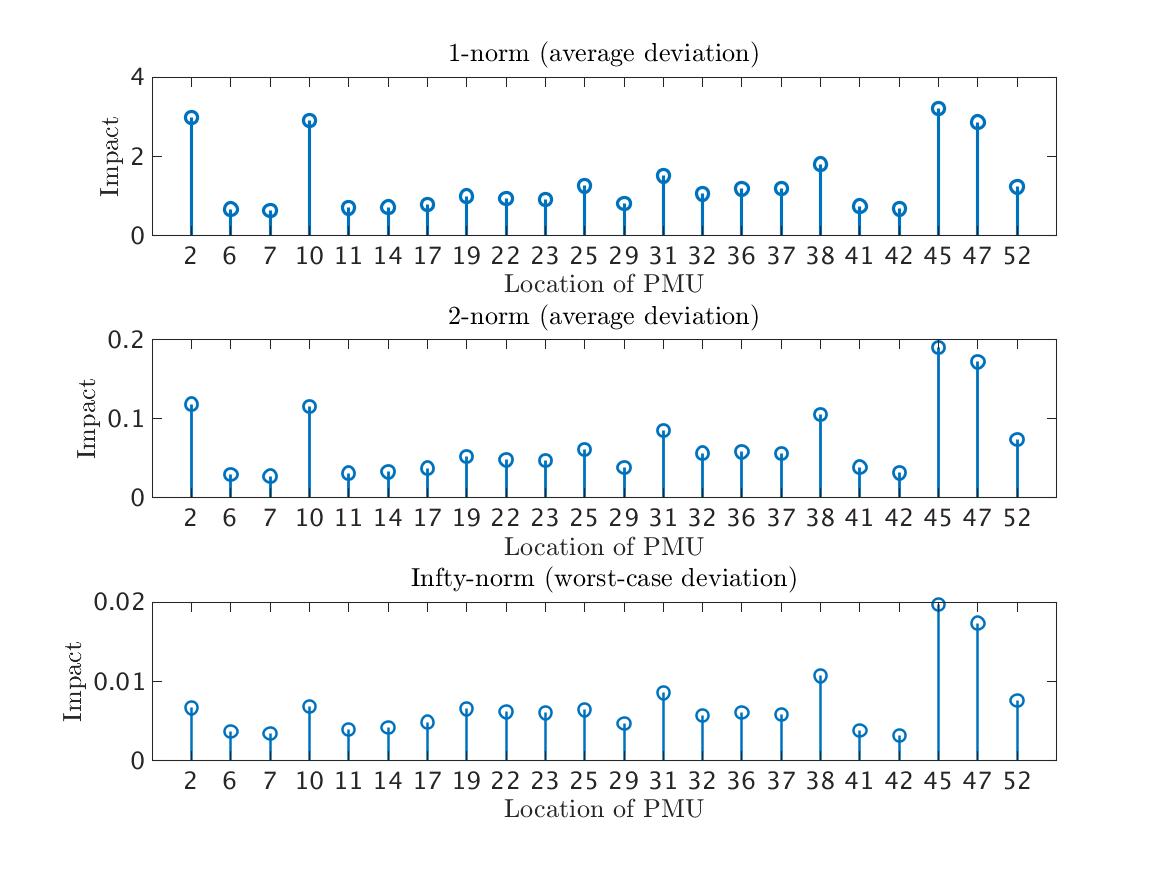 1-norm (average deviation)
4
2
0
Impact
2 6 7 10 11 14 17 19 22 23 25 29 31 32 36 37 38 41 42 45 47 52
Location of PMU
2-norm (average deviation)
0.2
0.1
0
Impact
2 6 7 10 11 14 17 19 22 23 25 29 31 32 36 37 38 41 42 45 47 52
Location of PMU
Infty-norm (worst-case deviation)
0.02
0.01
0
Impact
2 6 7 10 11 14 17 19 22 23 25 29 31 32 36 37 38 41 42 45 47 52
Location of PMU